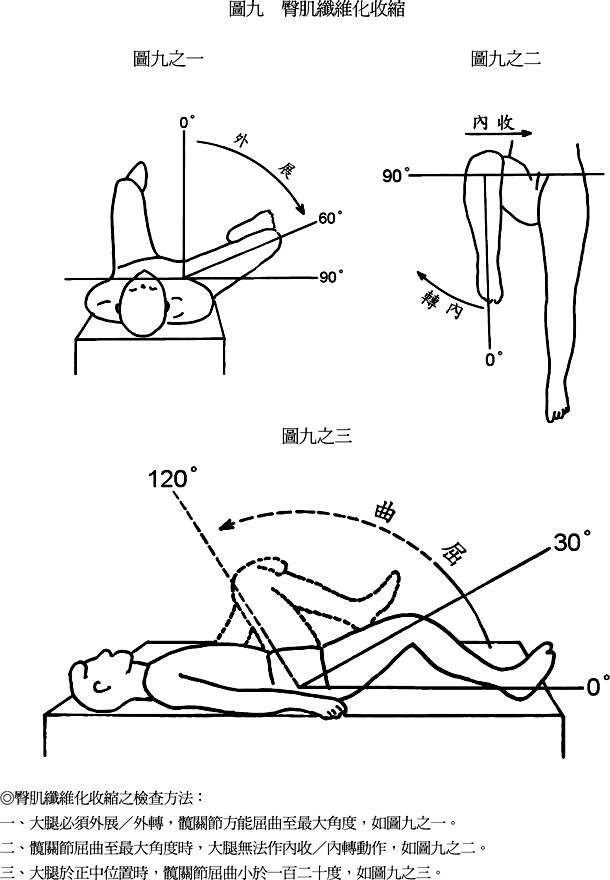 圖九　臀肌纖維化收縮
圖九之一
圖九之二
0°
外展
60°
90°
內收
90°
轉內
0°
圖九之三
120°
曲屈
30°
0°
◎臀肌纖維化收縮之檢查方法：
一、大腿必須外展／外轉，髖關節方能屈曲至最大角度，如圖九之一。
二、髖關節屈曲至最大角度時，大腿無法作內收／內轉動作，如圖九之二。
三、大腿於正中位置時，髖關節屈曲小於一百二十度，如圖九之三。